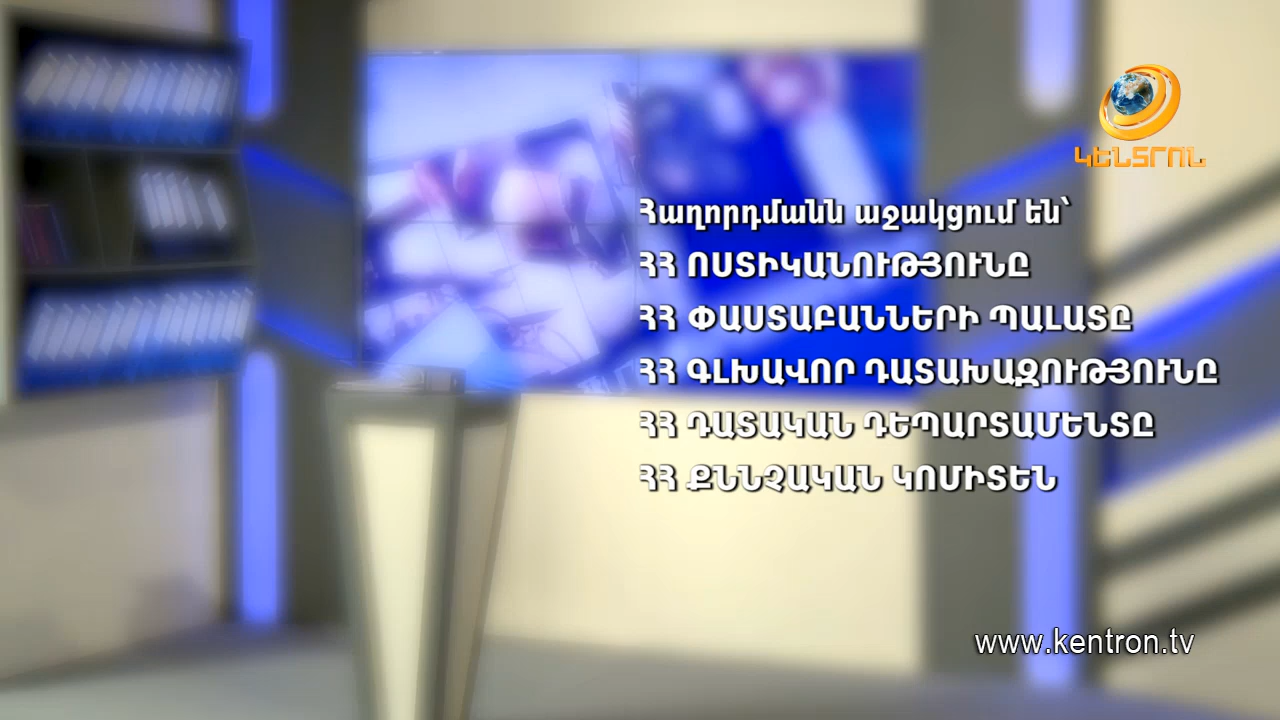 ԿԵՆՏՐՈՆ
Հաղորդմանն աջակցում են՝
ՀՀ ՈՍՏԻԿԱՆՈՒԹՅՈՒՆԸ
ՀՀ ՓԱՍՏԱԲԱՆՆԵՐԻ ՊԱԼԱՏԸ
ՀՀ ԳԼԽԱՎՈՐ ԴԱՏԱԽԱԶՈՒԹՅՈՒՆԸ
ՀՀ ԴԱՏԱԿԱՆ ԴԵՊԱՐՏԱՄԵՆՏԸ
ՀՀ ՔՆՆՉԱԿԱՆ ԿՈՄԻՏԵՆ
www.kentron.tv